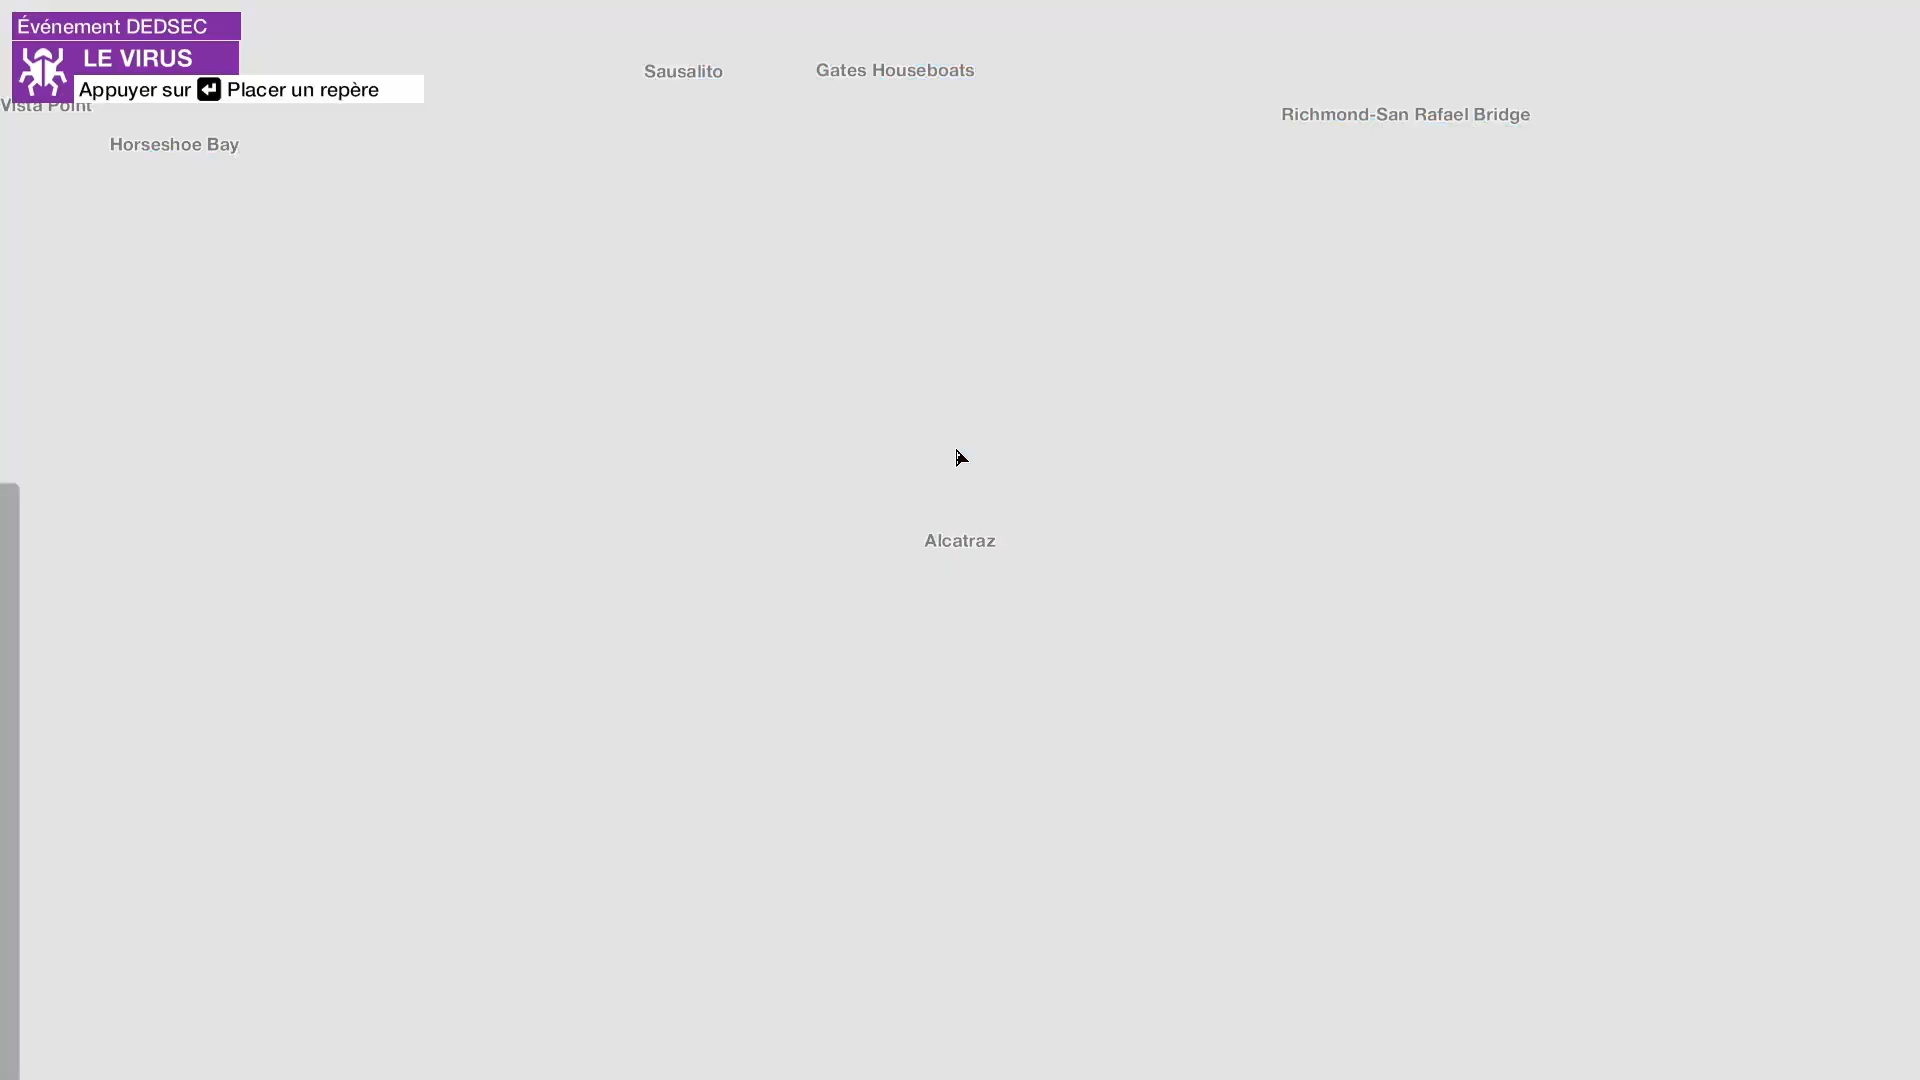 Événement DEDSEC
LE VIRUS
Appuyer sur Placer un repère
Vista Point
Horseshoe Bay
Sausalito
Gates Houseboats
Richmond-San Rafael Bridge
Alcatraz